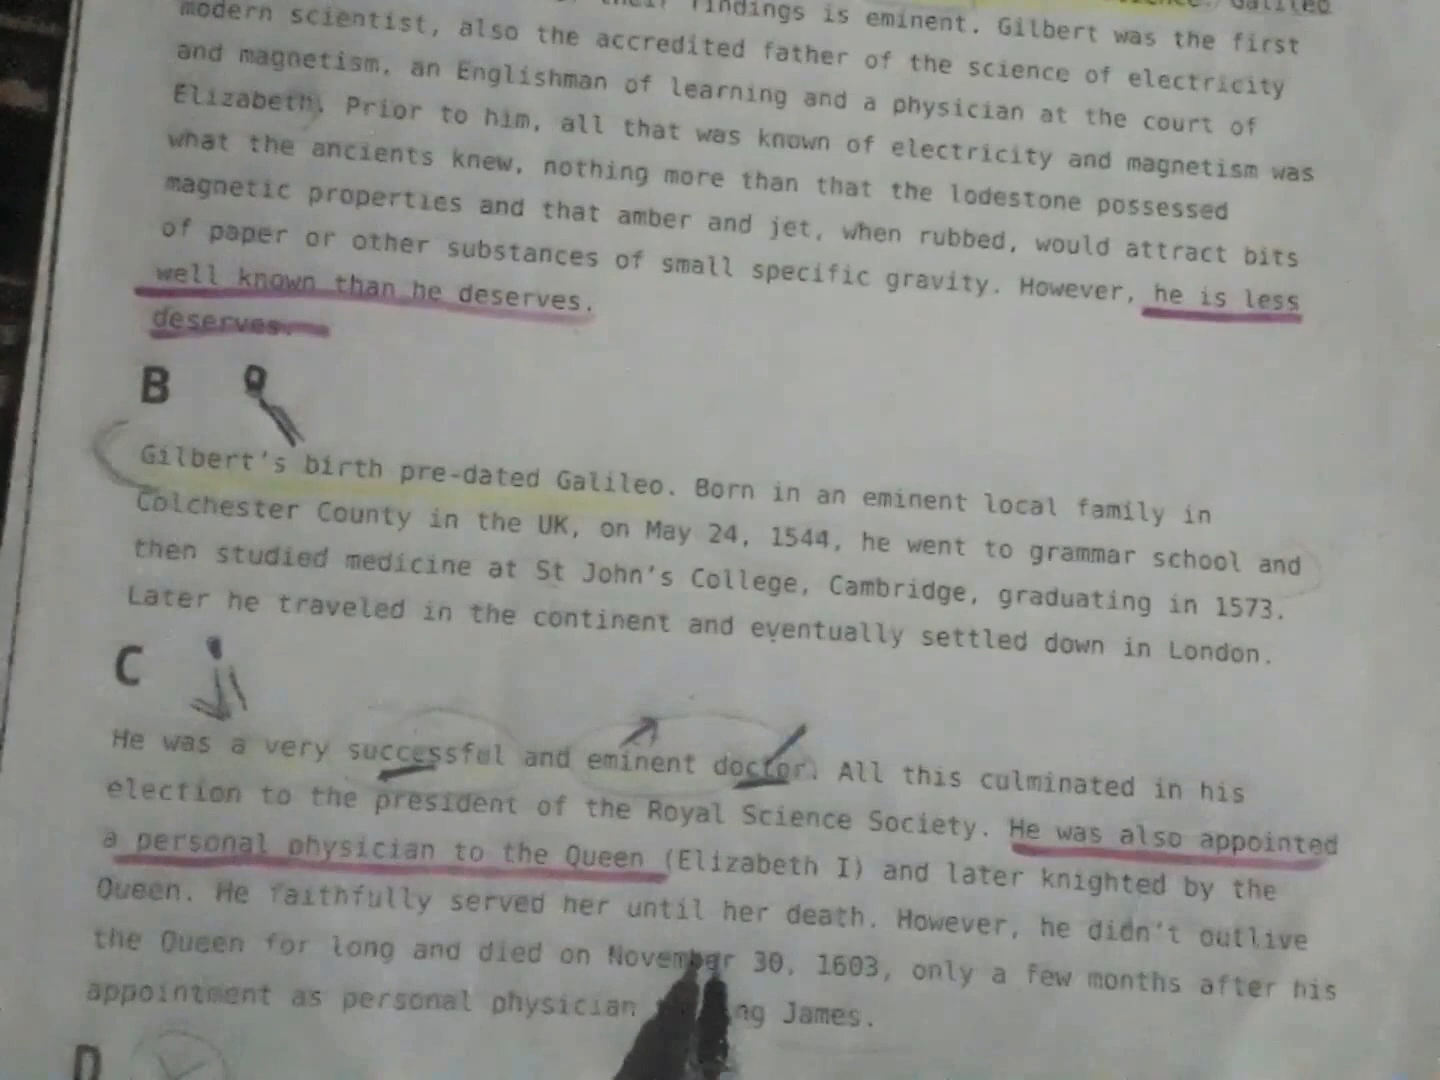 their findings is eminent. Gilbert was the first
modern scientist, also the accredited father of the science of electricity
and magnetism, an Englishman of learning and a physician at the court of
Elizabeth. Prior to him, all that was known of electricity and magnetism was
what the ancients knew, nothing more than that the lodestone possessed
magnetic properties and that amber and jet, when rubbed, would attract bits
of paper or other substances of small specific gravity. However, he is less
well known than he deserves.
deserves.
B
Gilbert's birth pre-dated Galileo. Born in an eminent local family in
Colchester County in the UK, on May 24, 1544, he went to grammar school and
then studied medicine at St John's College, Cambridge, graduating in 1573.
Later he traveled in the continent and eventually settled down in London.
C
He was a very successful and eminent doctor. All this culminated in his
election to the president of the Royal Science Society. He was also appointed
a personal physician to the Queen (Elizabeth I) and later knighted by the
Queen. He faithfully served her until her death. However, he didn't outlive
the Queen for long and died on November 30, 1603, only a few months after his
appointment as personal physician James.
D